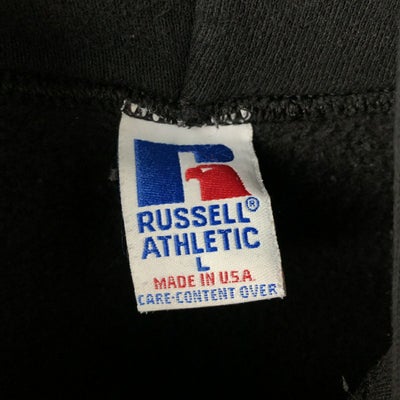 RUSSELL®
ATHLETIC
L
MADE IN U.S.A.
CARE-CONTENT OVER